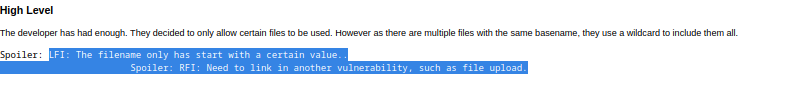 High Level
The developer has had enough. They decided to only allow certain files to be used. However as there are multiple files with the same basename, they use a wildcard to include them all.
Spoiler: LFI: The filename only has start with a certain value..
Spoiler: RFI: Need to link in another vulnerability, such as file upload.